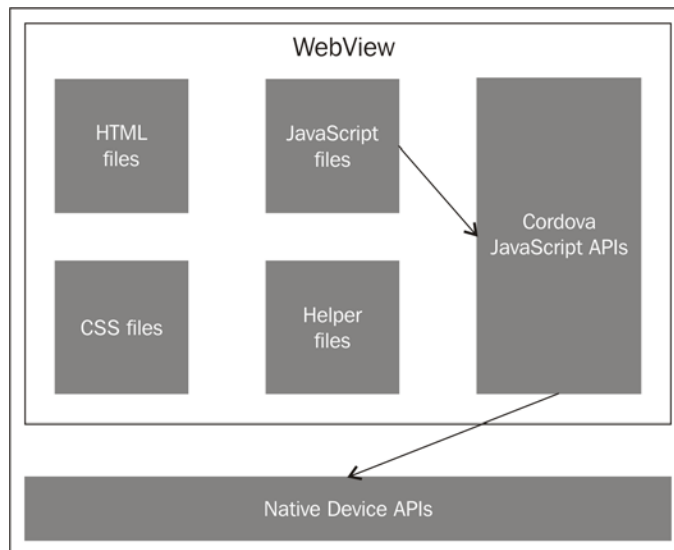 WebView
HTML
files
JavaScript
files
Cordova
JavaScript APIs
CSS files
Helper
files
Native Device APIs